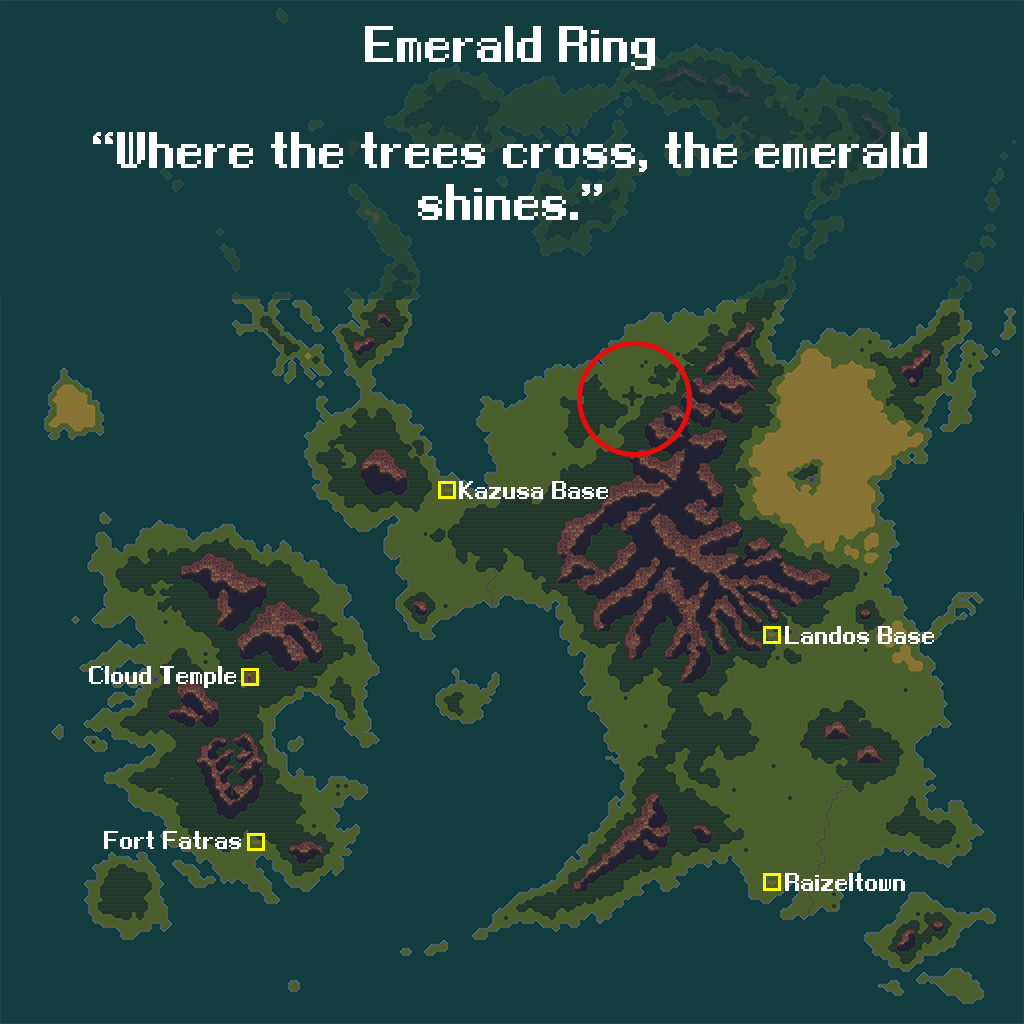 Emerald Ring
“Where the trees cross, the emerald
shines.”
Kazusa Base
Landos Base
Cloud Temple
Fort Fatras
Raizeltown